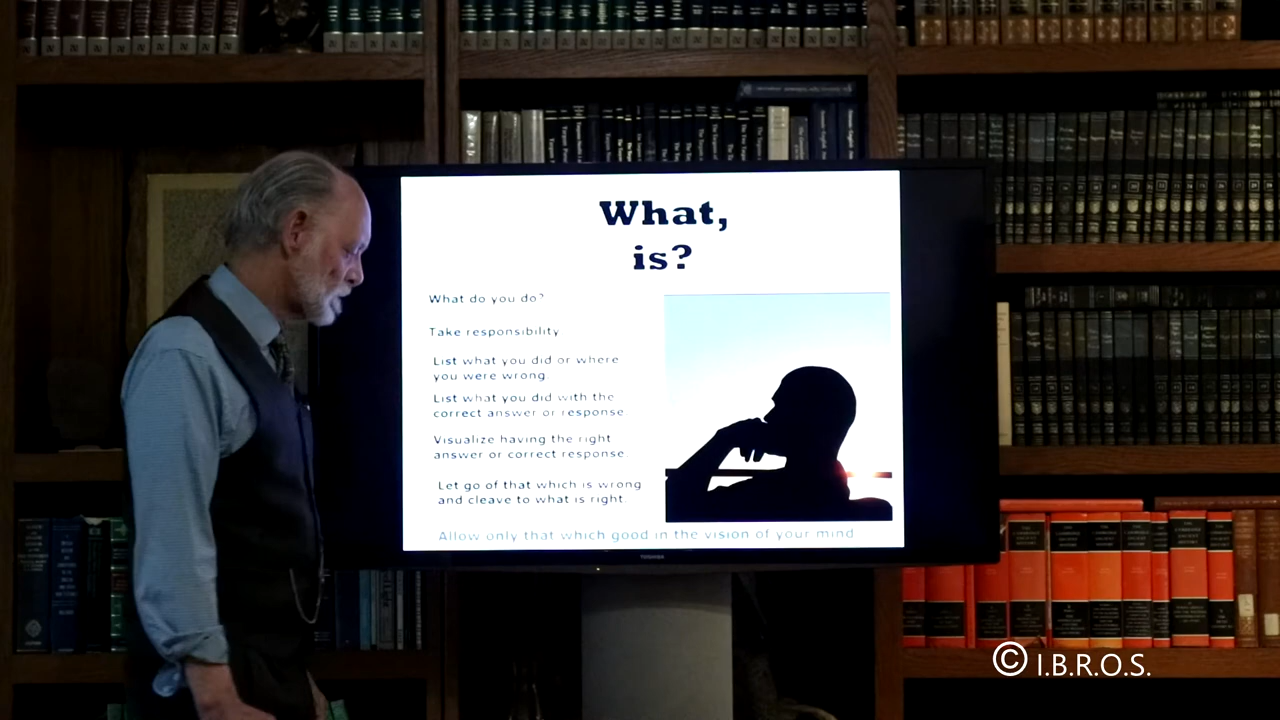 What,
is?
What do you do?
Take responsibility
List what you did or where
you were wrong.
List what you did with the
correct answer or response
Visualize having the right
answer or correct response.
Let go of that which is wrong
and cleave to what is right.
Allow only that which good in the vision of your mind
TOSHIBA
© I.B.R.O.S.